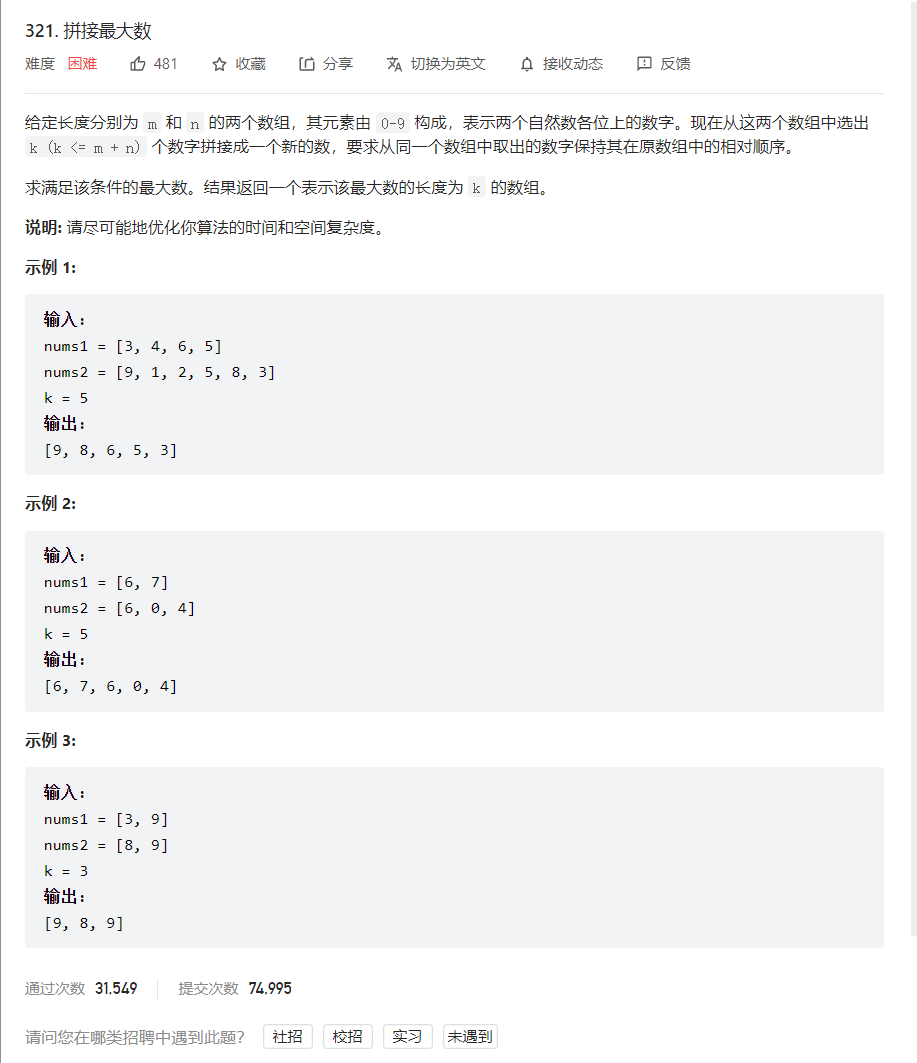 321. 拼接最大数
难度 困难 481 收藏 分享 切换为英文 接收动态 反馈
给定长度分别为 m 和 n 的两个数组，其元素由 0-9 构成，表示两个自然数各位上的数字。现在从这两个数组中选出
k (k <= m + n) 个数字拼接成一个新的数，要求从同一个数组中取出的数字保持其在原数组中的相对顺序。
求满足该条件的最大数。结果返回一个表示该最大数的长度为 k 的数组。
说明: 请尽可能地优化你算法的时间和空间复杂度。
示例 1:
输入:
nums1 = [3, 4, 6, 5]
nums2 = [9, 1, 2, 5, 8, 3]
k = 5
输出:
[9, 8, 6, 5, 3]
示例 2:
输入:
nums1 = [6, 7]
nums2 = [6, 0, 4]
k = 5
输出:
[6, 7, 6, 0, 4]
示例 3:
输入:
nums1 = [3, 9]
nums2 = [8, 9]
k = 3
输出:
[9, 8, 9]
通过次数 31,549 提交次数 74,995
请问您在哪类招聘中遇到此题? 社招 校招 实习 未遇到